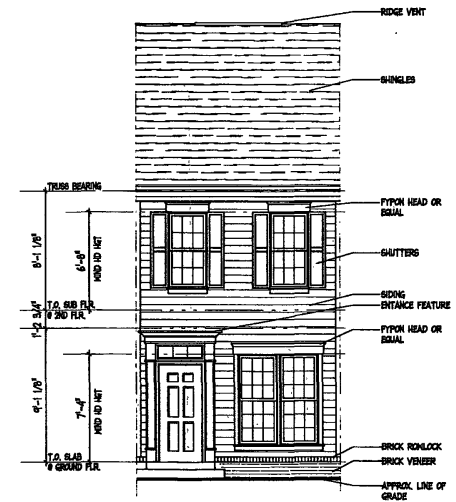 RIDGE VENT
SHINGLES
TRUSS BEARING
FYPON HEAD OR
EQUAL
SHUTTERS
8'-1 1/8"
6'-8"
WIND HD HGT
SIDING
ENTANCE FEATURE
T.O. SUB FLR.
@ 2ND FLR.
1'-2 3/4"
FYPON HEAD OR
EQUAL
9'-1 1/8"
7'-4"
WIND HD HGT
BRICK ROWLOCK
BRICK VENEER
T.O. SLAB
@ GROUND FLR.
APPROX. LINE OF
GRADE